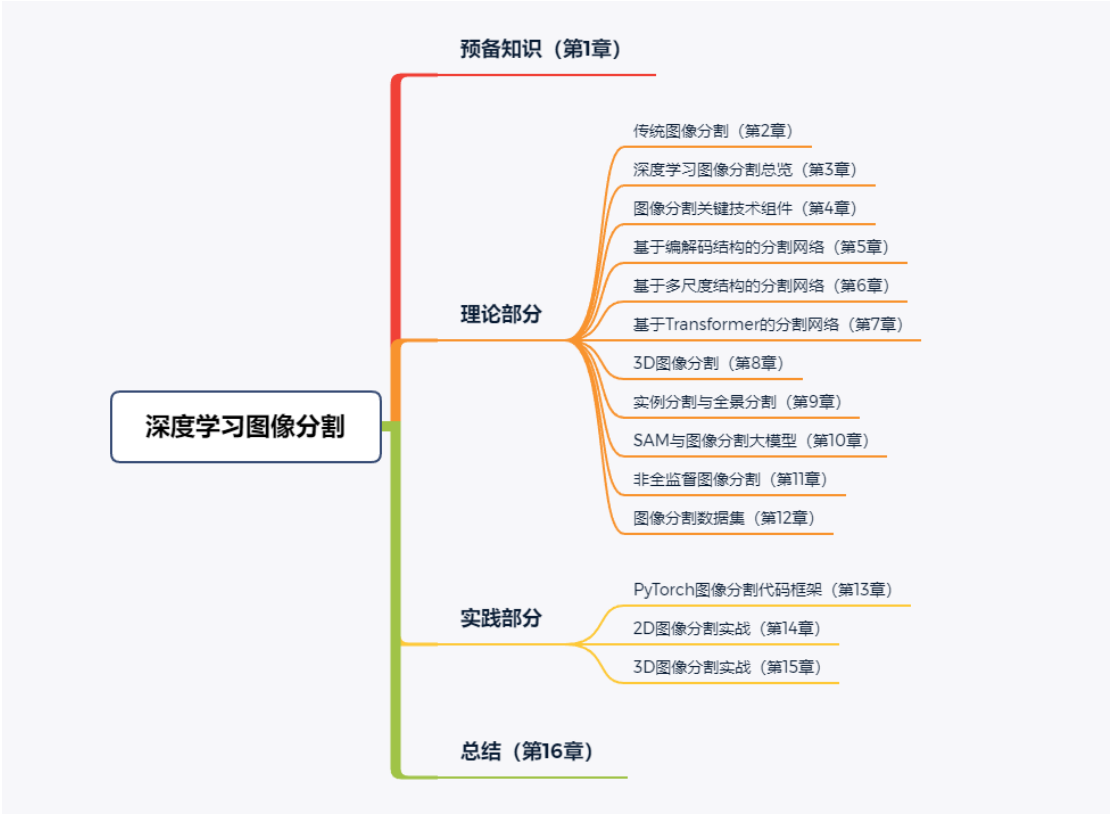 预备知识（第1章）
传统图像分割（第2章）
深度学习图像分割总览（第3章）
图像分割关键技术组件（第4章）
基于编解码结构的分割网络（第5章）
基于多尺度结构的分割网络（第6章）
理论部分
基于Transformer的分割网络（第7章）
3D图像分割（第8章）
实例分割与全景分割（第9章）
深度学习图像分割
SAM与图像分割大模型（第10章）
非全监督图像分割（第11章）
图像分割数据集（第12章）
PyTorch图像分割代码框架（第13章）
实践部分
2D图像分割实战（第14章）
3D图像分割实战（第15章）
总结（第16章）